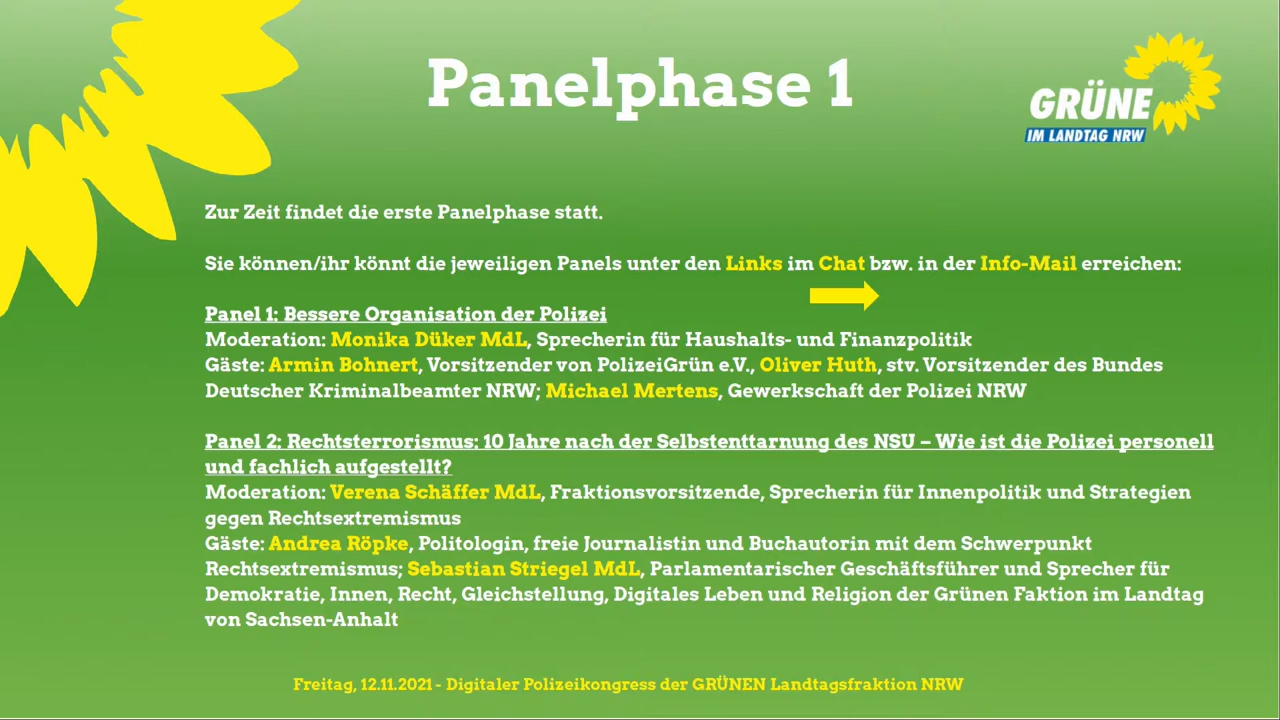 Panelphase 1
GRÜNE
IM LANDTAG NRW
Zur Zeit findet die erste Panelphase statt.
Sie können/ihr könnt die jeweiligen Panels unter den Links im Chat bzw. in der Info-Mail erreichen:
Panel 1: Bessere Organisation der Polizei
Moderation: Monika Düker MdL, Sprecherin für Haushalts- und Finanzpolitik
Gäste: Armin Bohnert, Vorsitzender von PolizeiGrün e.V., Oliver Huth, stv. Vorsitzender des Bundes
Deutscher Kriminalbeamter NRW; Michael Mertens, Gewerkschaft der Polizei NRW
Panel 2: Rechtsterrorismus: 10 Jahre nach der Selbstenttarnung des NSU – Wie ist die Polizei personell
und fachlich aufgestellt?
Moderation: Verena Schäffer MdL, Fraktionsvorsitzende, Sprecherin für Innenpolitik und Strategien
gegen Rechtsextremismus
Gäste: Andrea Röpke, Politologin, freie Journalistin und Buchautorin mit dem Schwerpunkt
Rechtsextremismus; Sebastian Striegel MdL, Parlamentarischer Geschäftsführer und Sprecher für
Demokratie, Innen, Recht, Gleichstellung, Digitales Leben und Religion der Grünen Faktion im Landtag
von Sachsen-Anhalt
Freitag, 12.11.2021 - Digitaler Polizeikongress der GRÜNEN Landtagsfraktion NRW